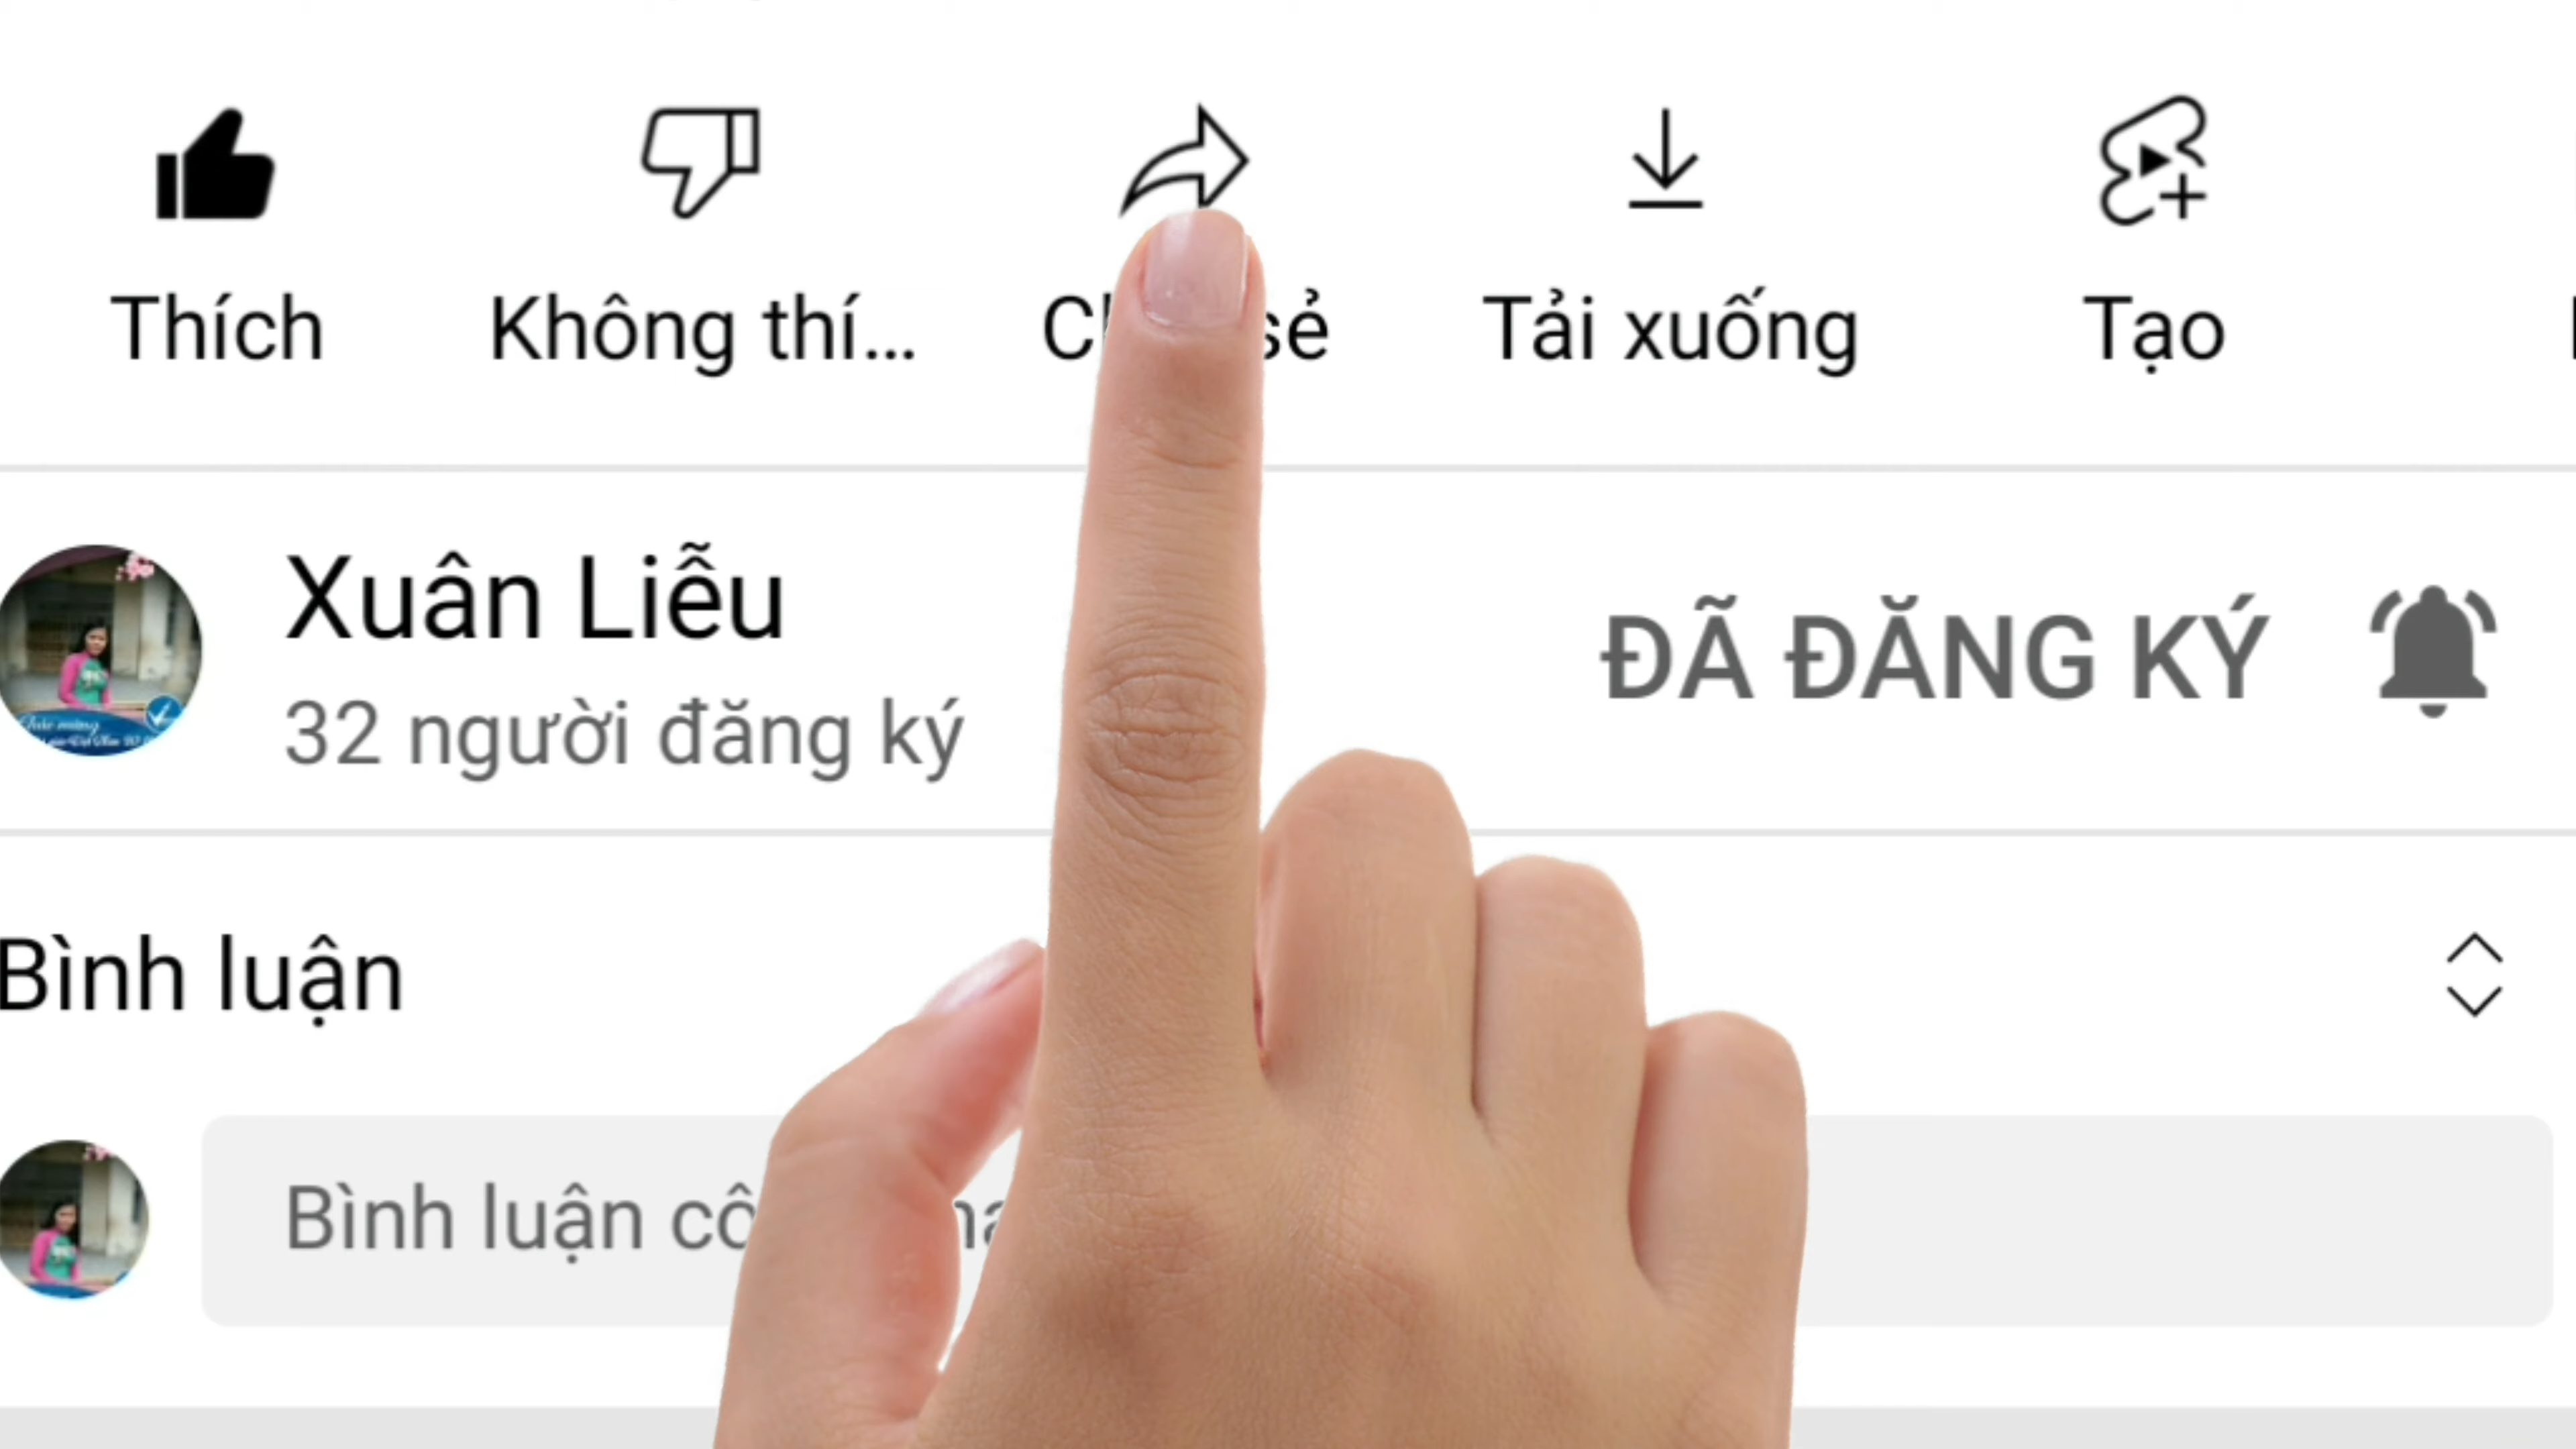 Thích
Không thí...
sẻ
Tải xuống
Tạo
Xuân Liễu
32 người đăng ký
ĐÃ ĐĂNG KÝ
Bình luận
Bình luận